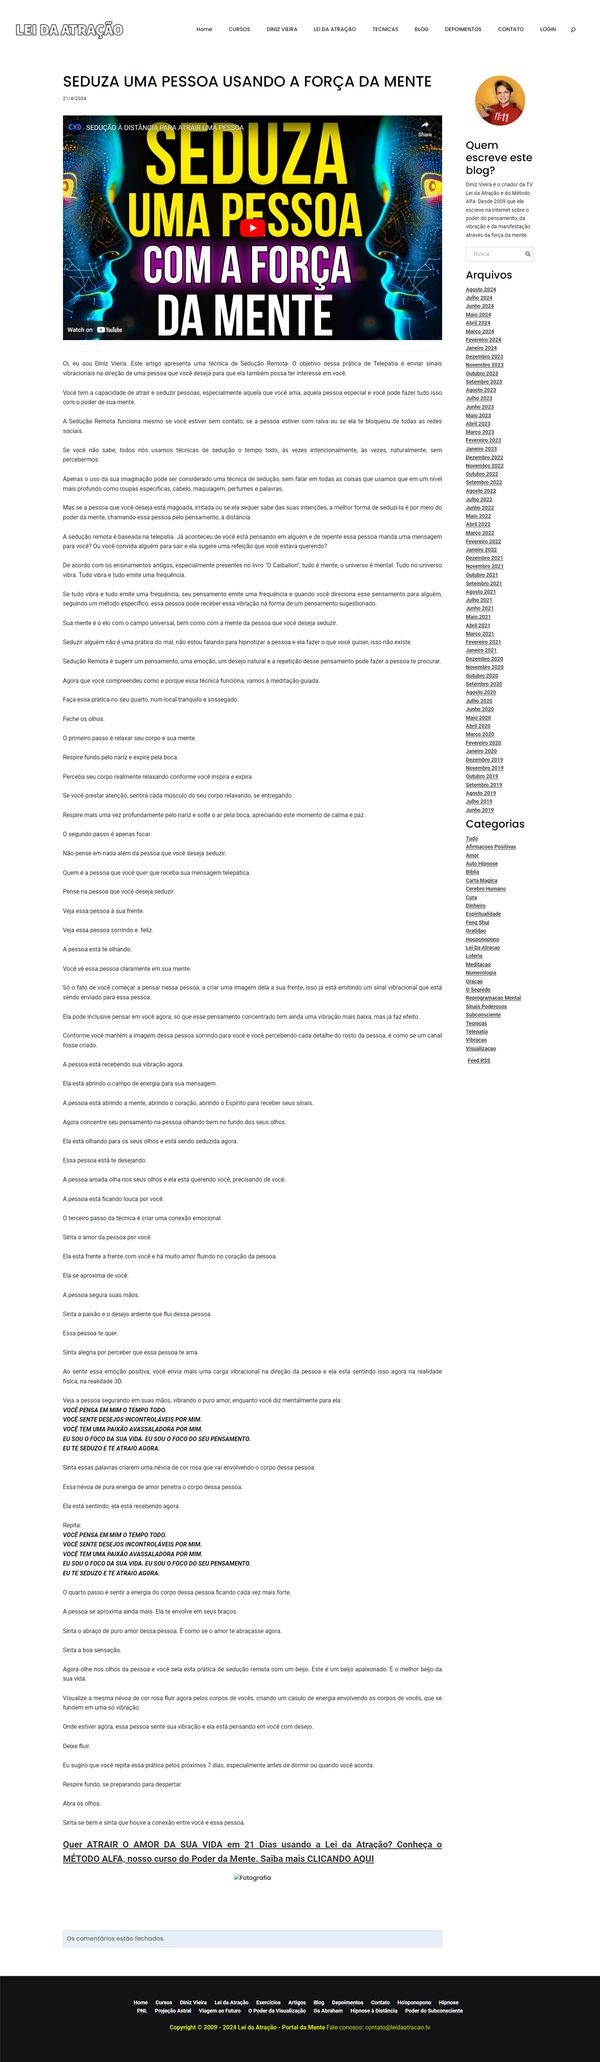 LEI DA ATRAÇÃO
Home CURSOS DINIZ VIEIRA LEI DA ATRAÇÃO TECNICAS BLOG DEPOIMENTOS CONTATO LOGIN
SEDUZA UMA PESSOA USANDO A FORÇA DA MENTE
21/4/2024
SEDUÇÃO À DISTÂNCIA PARA ATRAIR UMA PESSOA
Share
SEDUZA
UMA PESSOA
COM A FORÇA
DA MENTE
Watch on YouTube
Oi, eu sou Diniz Vieira. Este artigo apresenta uma técnica de Sedução Remota. O objetivo dessa prática de Telepatia é enviar sinais
vibracionais na direção de uma pessoa que você deseja para que ela também possa ter interesse em você.
Você tem a capacidade de atrair e seduzir pessoas, especialmente aquela que você ama, aquela pessoa especial e você pode fazer tudo isso
com o poder de sua mente.
A Sedução Remota funciona mesmo se você estiver sem contato, se a pessoa estiver com raiva ou se ela te bloqueou de todas as redes
sociais.
Se você não sabe, todos nós usamos técnicas de sedução o tempo todo, às vezes intencionalmente, às vezes, naturalmente, sem
percebermos.
Apenas o uso da sua imaginação pode ser considerado uma técnica de sedução, sem falar em todas as coisas que usamos que em um nível
mais profundo como roupas específicas, cabelo, maquiagem, perfumes e palavras.
Mas se a pessoa que você deseja está magoada, irritada ou se ela sequer sabe das suas intenções, a melhor forma de seduzi-la é por meio do
poder da mente, chamando essa pessoa pelo pensamento, à distância.
A sedução remota é baseada na telepatia. Já aconteceu de você está pensando em alguém e de repente essa pessoa manda uma mensagem
para você? Ou você convida alguém para sair e ela sugere uma refeição que você estava querendo?
De acordo com os ensinamentos antigos, especialmente presentes no livro "O Caibalion", tudo é mente, o universo é mental. Tudo no universo
vibra. Tudo vibra e tudo emite uma frequência.
Se tudo vibra e tudo emite uma frequência, seu pensamento emite uma frequência e quando você direciona esse pensamento para alguém,
seguindo um método específico, essa pessoa pode receber essa vibração na forma de um pensamento sugestionado.
Sua mente é o elo com o campo universal, bem como com a mente da pessoa que você deseja seduzir.
Seduzir alguém não é uma prática do mal, não estou falando para hipnotizar a pessoa e ela fazer o que você quiser, isso não existe.
Sedução Remota é sugerir um pensamento, uma emoção, um desejo natural e a repetição desse pensamento pode fazer a pessoa te procurar.
Agora que você compreendeu como e porque essa técnica funciona, vamos à meditação guiada.
Faça essa prática no seu quarto, num local tranquilo e sossegado.
Feche os olhos.
O primeiro passo é relaxar seu corpo e sua mente.
Respire fundo pelo nariz e expire pela boca.
Perceba seu corpo realmente relaxando conforme você inspira e expira.
Se você prestar atenção, sentirá cada músculo do seu corpo relaxando, se entregando.
Respire mais uma vez profundamente pelo nariz e solte o ar pela boca, apreciando este momento de calma e paz.
O segundo passo é apenas focar.
Não pense em nada além da pessoa que você deseja seduzir.
Quem é a pessoa que você quer que receba sua mensagem telepática.
Pense na pessoa que você deseja seduzir.
Veja essa pessoa à sua frente.
Veja essa pessoa sorrindo e feliz.
A pessoa está te olhando.
Você vê essa pessoa claramente em sua mente.
Só o fato de você começar a pensar nessa pessoa, a criar uma imagem dela a sua frente, isso já está emitindo um sinal vibracional que está
sendo enviado para essa pessoa.
Ela pode inclusive pensar em você agora, só que esse pensamento concentrado tem ainda uma vibração mais baixa, mas já faz efeito.
Conforme você mantém a imagem dessa pessoa sorrindo para você e você percebendo cada detalhe do rosto da pessoa, é como se um canal
fosse criado.
A pessoa está recebendo sua vibração agora.
Ela está abrindo o campo de energia para sua mensagem.
A pessoa está abrindo a mente, abrindo o coração, abrindo o Espírito para receber seus sinais.
Agora concentre seu pensamento na pessoa olhando bem no fundo dos seus olhos.
Ela está olhando para os seus olhos e está sendo seduzida agora.
Essa pessoa está te desejando.
A pessoa amada olha nos seus olhos e ela está querendo você, precisando de você.
A pessoa está ficando louca por você.
O terceiro passo da técnica é criar uma conexão emocional.
Sinta o amor da pessoa por você.
Ela está frente a frente com você e há muito amor fluindo no coração da pessoa.
Ela se aproxima de você.
A pessoa segura suas mãos.
Sinta a paixão e o desejo ardente que flui dessa pessoa.
Essa pessoa te quer.
Sinta alegria por perceber que essa pessoa te ama.
Ao sentir essa emoção positiva, você envia mais uma carga vibracional na direção da pessoa e ela está sentindo isso agora na realidade
física, na realidade 3D.
Veja a pessoa segurando em suas mãos, vibrando o puro amor, enquanto você diz mentalmente para ela:
VOCÊ PENSA EM MIM O TEMPO TODO.
VOCÊ SENTE DESEJOS INCONTROLÁVEIS POR MIM.
VOCÊ TEM UMA PAIXÃO AVASSALADORA POR MIM.
EU SOU O FOCO DA SUA VIDA. EU SOU O FOCO DO SEU PENSAMENTO.
EU TE SEDUZO E TE ATRAIO AGORA.
Sinta essas palavras criarem uma névoa de cor rosa que vai envolvendo o corpo dessa pessoa.
Essa névoa de pura energia de amor penetra o corpo dessa pessoa.
Ela está sentindo, ela está recebendo agora.
Repita:
VOCÊ PENSA EM MIM O TEMPO TODO.
VOCÊ SENTE DESEJOS INCONTROLÁVEIS POR MIM.
VOCÊ TEM UMA PAIXÃO AVASSALADORA POR MIM.
EU SOU O FOCO DA SUA VIDA. EU SOU O FOCO DO SEU PENSAMENTO.
EU TE SEDUZO E TE ATRAIO AGORA.
O quarto passo é sentir a energia do corpo dessa pessoa ficando cada vez mais forte.
A pessoa se aproxima ainda mais. Ela te envolve em seus braços.
Sinta o abraço de puro amor dessa pessoa. É como se o amor te abraçasse agora.
Sinta a boa sensação.
Agora olhe nos olhos da pessoa e você sela esta prática de sedução remota com um beijo. Este é um beijo apaixonado. É o melhor beijo da
sua vida.
Visualize a mesma névoa de cor rosa fluir agora pelos corpos de vocês, criando um casulo de energia envolvendo os corpos de vocês, que se
fundem em uma só vibração.
Onde estiver agora, essa pessoa sente sua vibração e ela está pensando em você com desejo.
Deixe fluir.
Eu sugiro que você repita essa prática pelos próximos 7 dias, especialmente antes de dormir ou quando você acorda.
Respire fundo, se preparando para despertar.
Abra os olhos.
Sinta-se bem e sinta que houve a conexão entre você e essa pessoa.
Quer ATRAIR O AMOR DA SUA VIDA em 21 Dias usando a Lei da Atração? Conheça o
MÉTODO ALFA, nosso curso do Poder da Mente. Saiba mais CLICANDO AQUI
Fotografia
Os comentários estão fechados.
11:11
Quem
escreve este
blog?
Diniz Vieira é o criador da TV
Lei da Atração e do Método
Alfa. Desde 2009 que ele
escreve na Internet sobre o
poder do pensamento, da
vibração e da manifestação
através da força da mente.
Busca
Arquivos
Agosto 2024
Julho 2024
Junho 2024
Maio 2024
Abril 2024
Março 2024
Fevereiro 2024
Janeiro 2024
Dezembro 2023
Novembro 2023
Outubro 2023
Setembro 2023
Agosto 2023
Julho 2023
Junho 2023
Maio 2023
Abril 2023
Março 2023
Fevereiro 2023
Janeiro 2023
Dezembro 2022
Novembro 2022
Outubro 2022
Setembro 2022
Agosto 2022
Julho 2022
Junho 2022
Maio 2022
Abril 2022
Março 2022
Fevereiro 2022
Janeiro 2022
Dezembro 2021
Novembro 2021
Outubro 2021
Setembro 2021
Agosto 2021
Julho 2021
Junho 2021
Maio 2021
Abril 2021
Março 2021
Fevereiro 2021
Janeiro 2021
Dezembro 2020
Novembro 2020
Outubro 2020
Setembro 2020
Agosto 2020
Julho 2020
Junho 2020
Maio 2020
Abril 2020
Março 2020
Fevereiro 2020
Janeiro 2020
Dezembro 2019
Novembro 2019
Outubro 2019
Setembro 2019
Agosto 2019
Julho 2019
Junho 2019
Categorias
Tudo
Afirmacoes Positivas
Amor
Auto Hipnose
Biblia
Carta Magica
Cerebro Humano
Cura
Dinheiro
Espiritualidade
Feng Shui
Gratidao
Hooponopono
Lei Da Atracao
Loteria
Meditacao
Numerologia
Oracao
O Segredo
Reprogramacao Mental
Sinais Poderosos
Subconsciente
Tecnicas
Telepatia
Vibracao
Visualizacao
Feed RSS
Home Cursos Diniz Vieira Lei da Atração Exercícios Artigos Blog Depoimentos Contato Ho'oponopono Hipnose
PNL Projeção Astral Viagem ao Futuro O Poder da Visualização Os Abraham Hipnose à Distância Poder do Subconsciente
Copyright © 2009 - 2024 Lei da Atração - Portal da Mente Fale conosco: contato@leidaatracao.tv